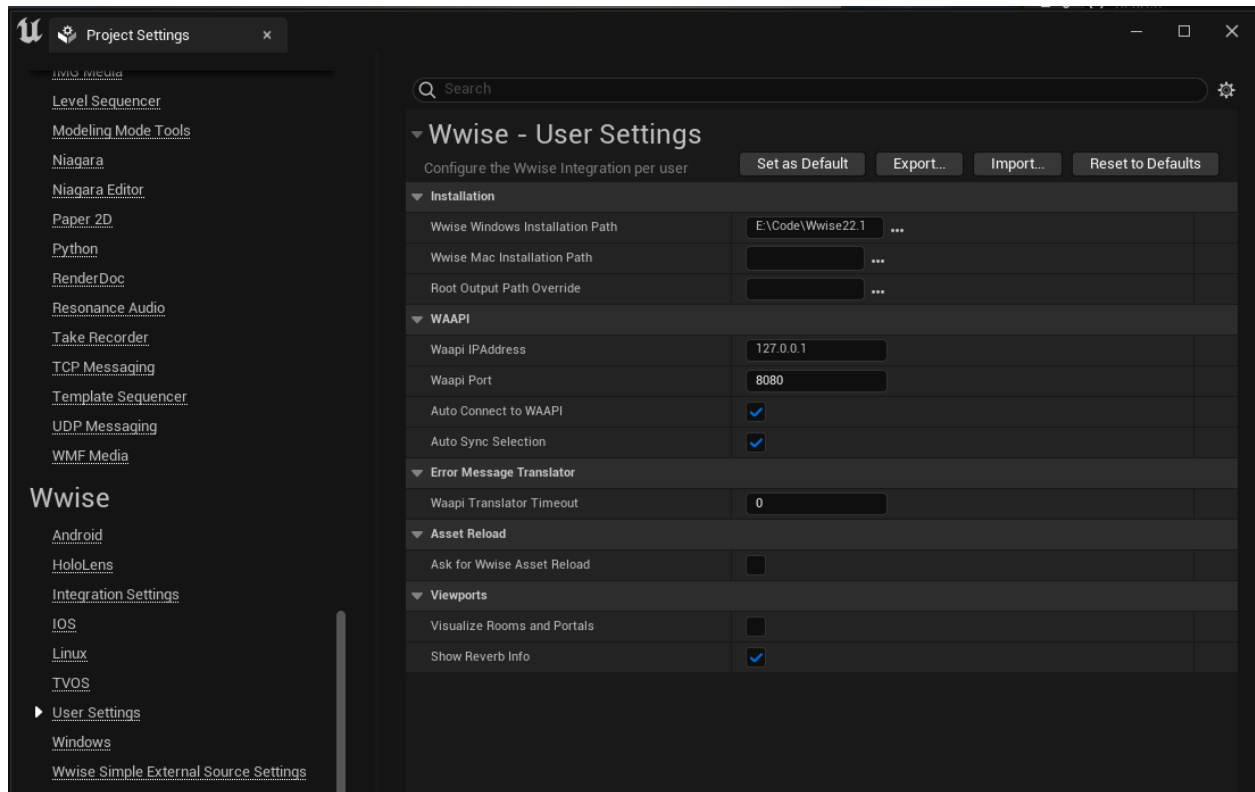 Project Settings
IMG Media
Level Sequencer
Modeling Mode Tools
Niagara
Niagara Editor
Paper 2D
Python
RenderDoc
Resonance Audio
Take Recorder
TCP Messaging
Template Sequencer
UDP Messaging
WMF Media
Wwise
Android
HoloLens
Integration Settings
IOS
Linux
TVOS
User Settings
Windows
Wwise Simple External Source Settings
Search
Wwise - User Settings
Configure the Wwise Integration per user
Set as Default
Export...
Import...
Reset to Defaults
Installation
Wwise Windows Installation Path E:\Code\Wwise22.1 ...
Wwise Mac Installation Path ...
Root Output Path Override ...
WAAPI
Waapi IPAddress 127.0.0.1
Waapi Port 8080
Auto Connect to WAAPI
Auto Sync Selection
Error Message Translator
Waapi Translator Timeout 0
Asset Reload
Ask for Wwise Asset Reload
Viewports
Visualize Rooms and Portals
Show Reverb Info